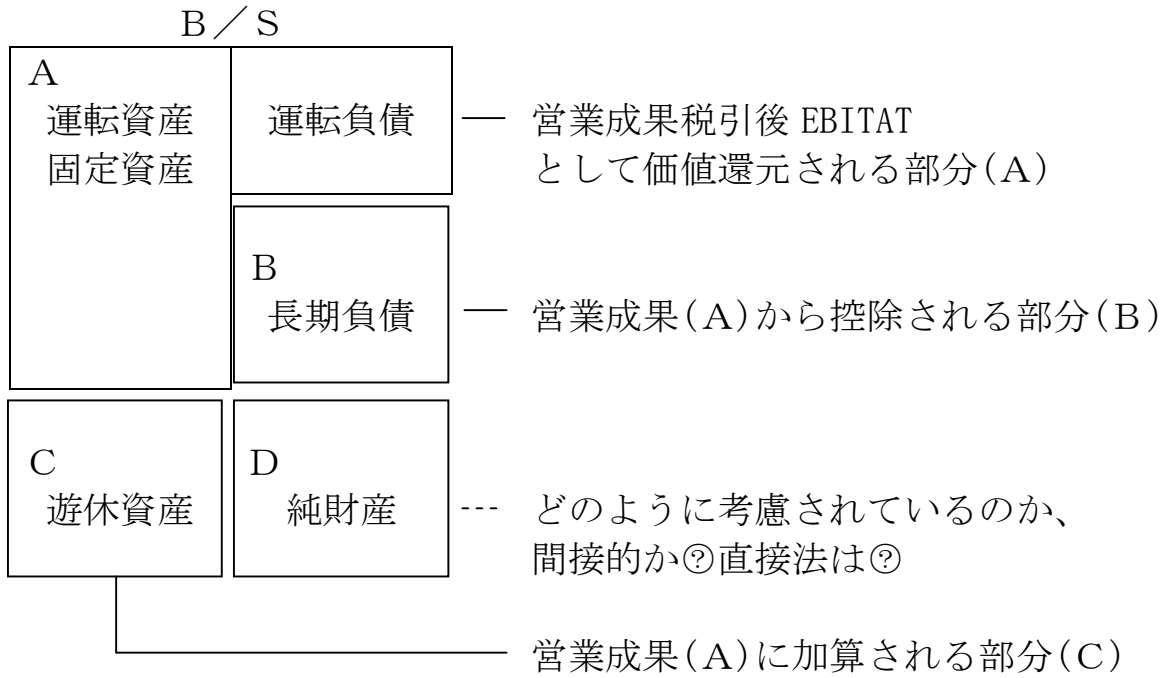 B/S
A
運転資産
固定資産
運転負債
― 営業成果税引後 EBITAT
として価値還元される部分(A)
B
長期負債
― 営業成果(A)から控除される部分(B)
C
遊休資産
D
純財産
--- どのように考慮されているのか、
間接的か?直接法は?
営業成果(A)に加算される部分(C)